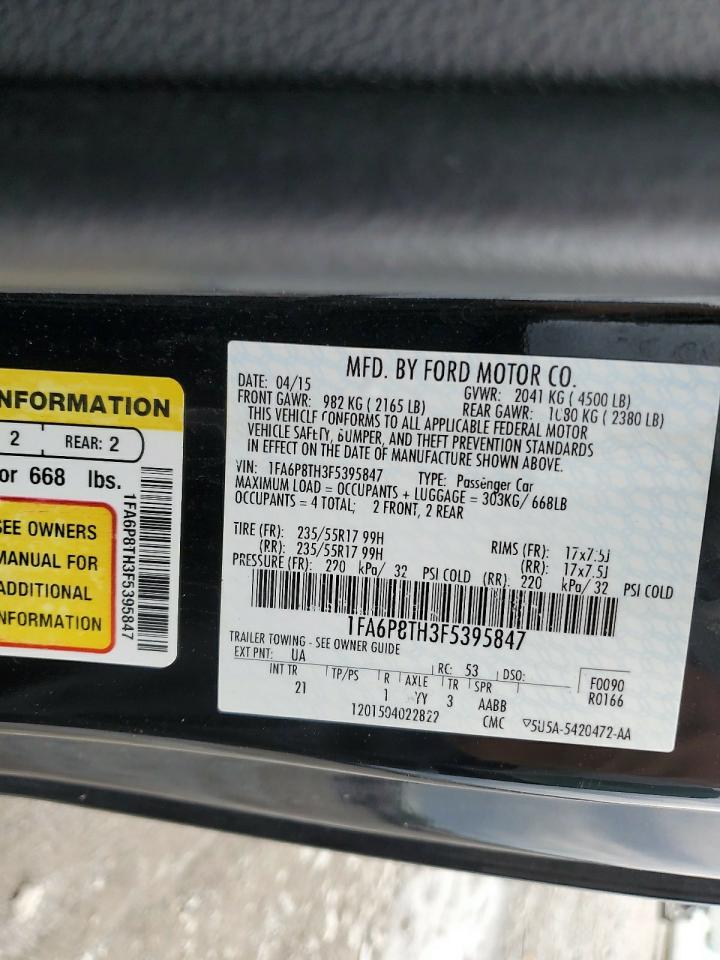 NFORMATION
2 REAR: 2
or 668 lbs.
SEE OWNERS
MANUAL FOR
ADDITIONAL
NFORMATION
1FA6P8TH3F5395847
MFD. BY FORD MOTOR CO.
DATE: 04/15 GVWR: 2041 KG ( 4500 LB)
FRONT GAWR: 982 KG ( 2165 LB) REAR GAWR: 1080 KG ( 2380 LB)
THIS VEHICLE CONFORMS TO ALL APPLICABLE FEDERAL MOTOR
VEHICLE SAFETY, BUMPER, AND THEFT PREVENTION STANDARDS
IN EFFECT ON THE DATE OF MANUFACTURE SHOWN ABOVE.
VIN: 1FA6P8TH3F5395847 TYPE: Passenger Car
MAXIMUM LOAD = OCCUPANTS + LUGGAGE = 303KG/ 668LB
OCCUPANTS = 4 TOTAL; 2 FRONT, 2 REAR
TIRE (FR): 235/55R17 99H RIMS (FR): 17x7.5J
(RR): 235/55R17 99H (RR): 17x7.5J
PRESSURE (FR): 220 kPa/ 32 PSI COLD (RR): 220 kPa/ 32 PSI COLD
1FA6P8TH3F5395847
TRAILER TOWING - SEE OWNER GUIDE
EXT PNT: UA RC: 53 DSO: F0090
INT TR TP/PS R AXLE TR SPR R0166
21 1 YY 3 AABB
1201504022822 CMC ▽5U5A-5420472-AA